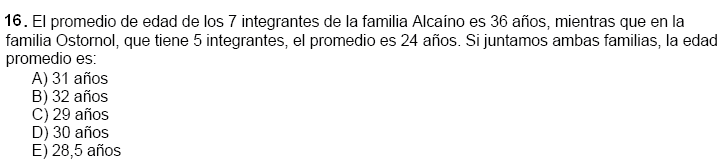 16. El promedio de edad de los 7 integrantes de la familia Alcaíno es 36 años, mientras que en la
familia Ostornol, que tiene 5 integrantes, el promedio es 24 años. Si juntamos ambas familias, la edad
promedio es:
A) 31 años
B) 32 años
C) 29 años
D) 30 años
E) 28,5 años